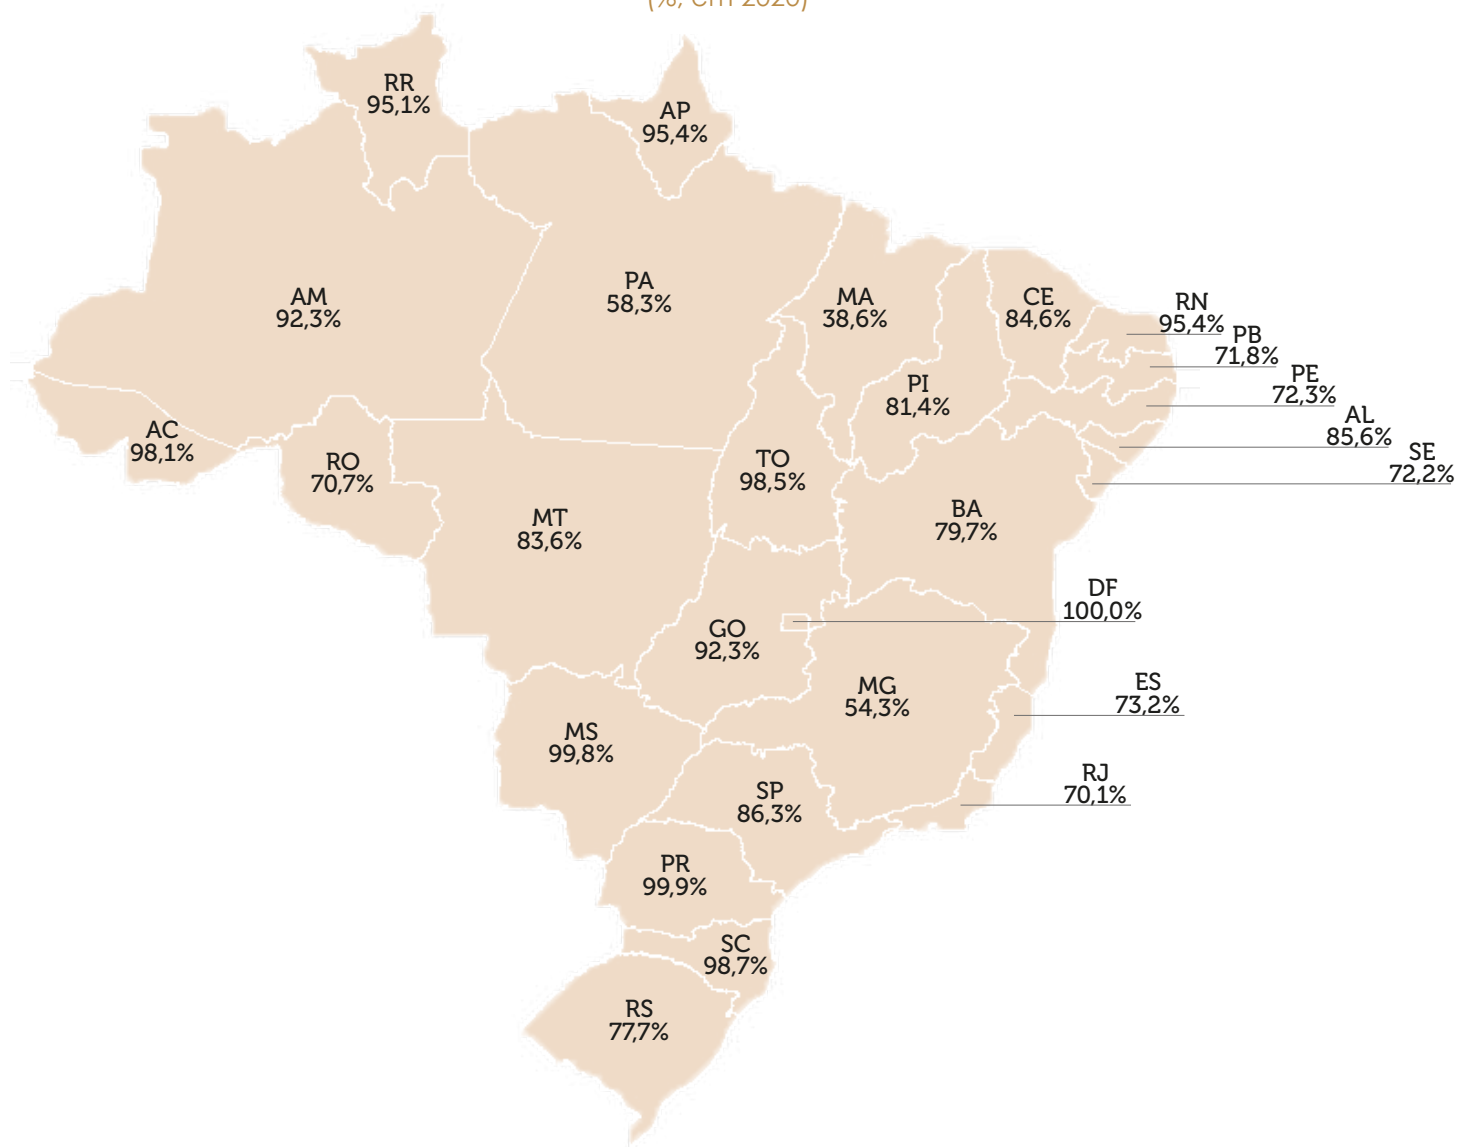 (%, em 2020)
RR
95,1%
AP
95,4%
AM
92,3%
PA
58,3%
MA
38,6%
CE
84,6%
RN
95,4%
PB
71,8%
PE
72,3%
AL
85,6%
SE
72,2%
PI
81,4%
AC
98,1%
RO
70,7%
TO
98,5%
MT
83,6%
BA
79,7%
DF
100,0%
GO
92,3%
MG
54,3%
ES
73,2%
MS
99,8%
RJ
70,1%
SP
86,3%
PR
99,9%
SC
98,7%
RS
77,7%